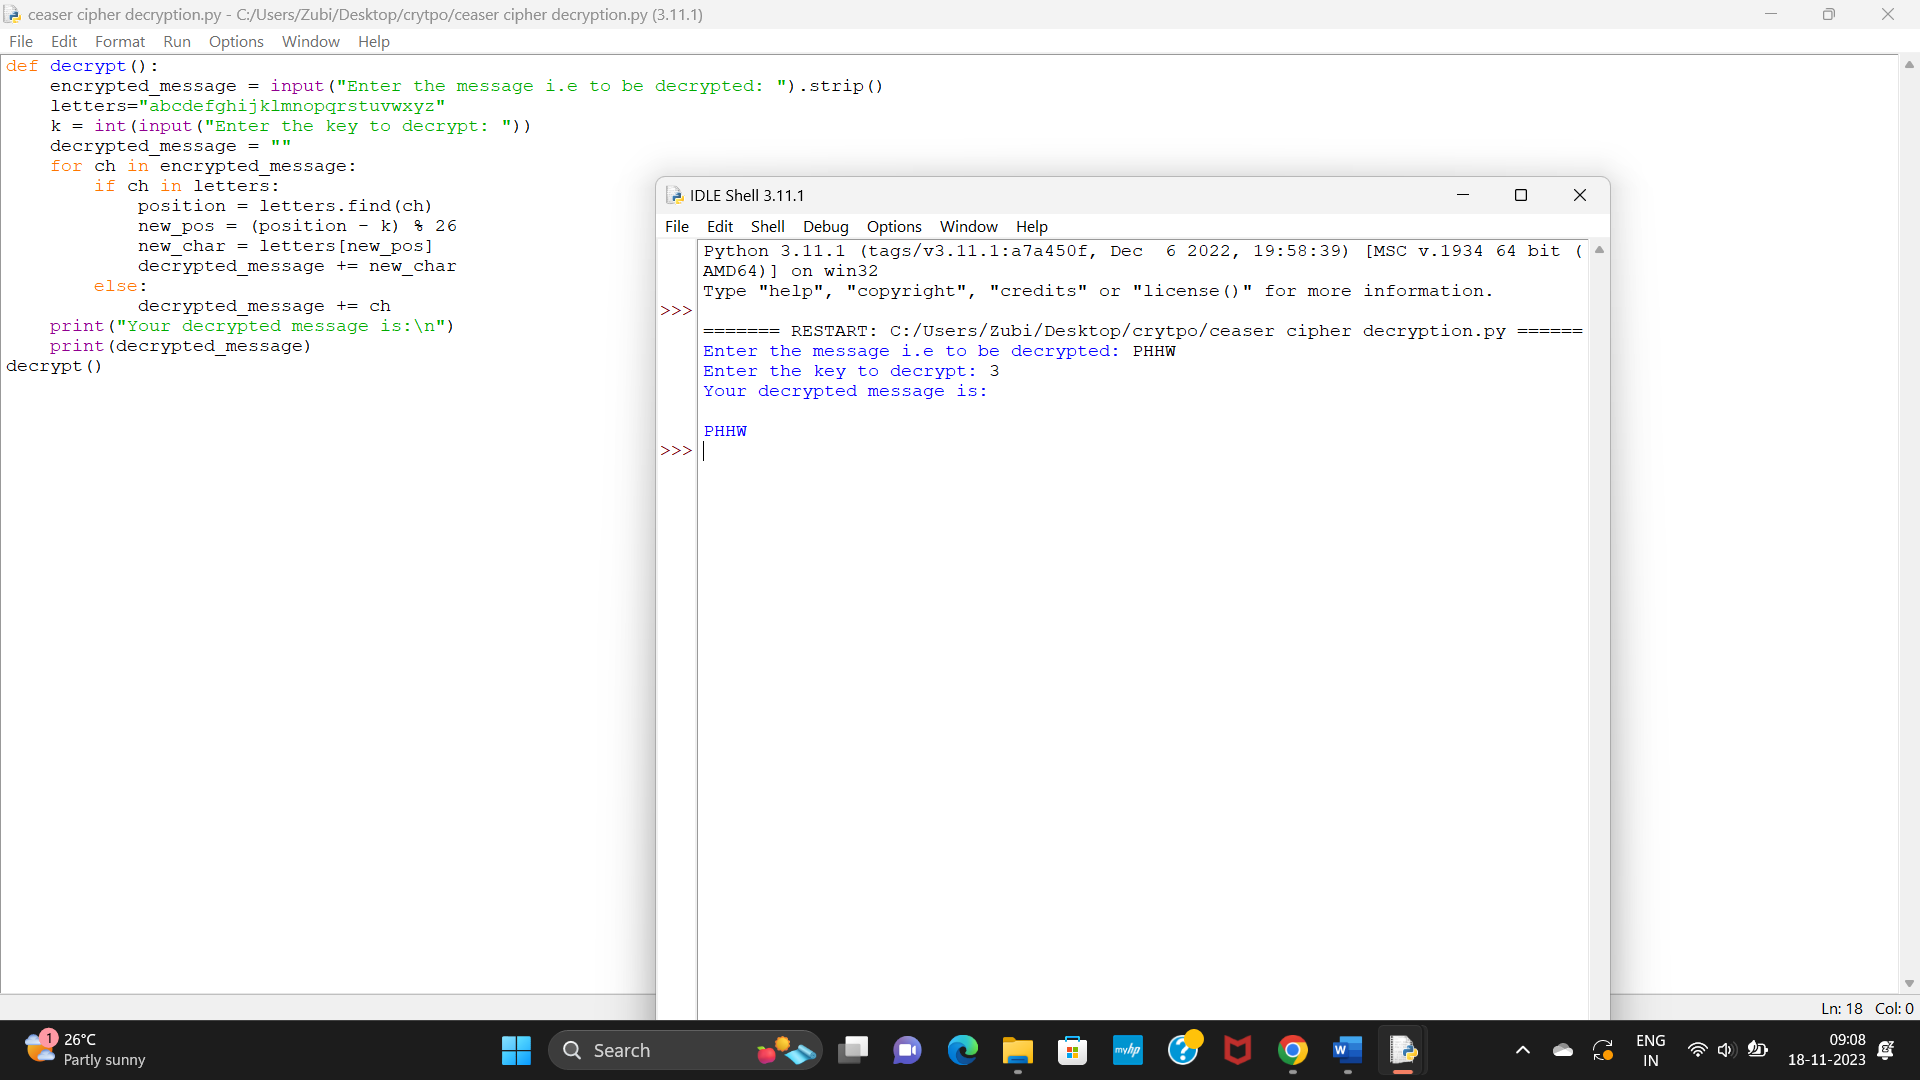 ceaser cipher decryption.py - C:/Users/Zubi/Desktop/crytpo/ceaser cipher decryption.py (3.11.1)
File Edit Format Run Options Window Help
def decrypt():
    encrypted_message = input("Enter the message i.e to be decrypted: ").strip()
    letters="abcdefghijklmnopqrstuvwxyz"
    k = int(input("Enter the key to decrypt: "))
    decrypted_message = ""
    for ch in encrypted_message:
        if ch in letters:
            position = letters.find(ch)
            new_pos = (position - k) % 26
            new_char = letters[new_pos]
            decrypted_message += new_char
        else:
            decrypted_message += ch
    print("Your decrypted message is:\n")
    print(decrypted_message)
decrypt()
IDLE Shell 3.11.1
File Edit Shell Debug Options Window Help
Python 3.11.1 (tags/v3.11.1:a7a450f, Dec  6 2022, 19:58:39) [MSC v.1934 64 bit (
AMD64)] on win32
Type "help", "copyright", "credits" or "license()" for more information.
>>>
======= RESTART: C:/Users/Zubi/Desktop/crytpo/ceaser cipher decryption.py ======
Enter the message i.e to be decrypted: PHHW
Enter the key to decrypt: 3
Your decrypted message is:
PHHW
>>>
Ln: 18 Col: 0
1
26°C
Partly sunny
Search
myhp
?
W
ENG
IN
09:08
18-11-2023